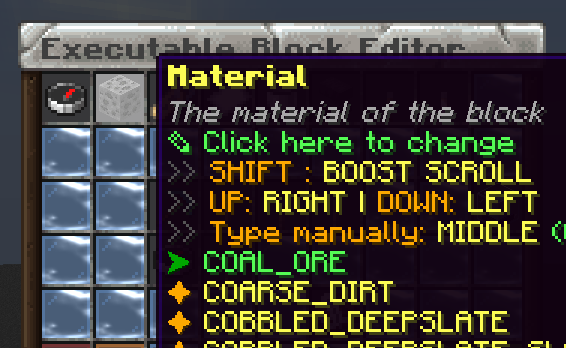 Executable Block Editor
Material
The material of the block
✎ Click here to change
>> SHIFT : BOOST SCROLL
>> UP: RIGHT | DOWN: LEFT
>> Type manually: MIDDLE (
➤ COAL_ORE
✦ COARSE_DIRT
✦ COBBLED_DEEPSLATE
✦ COBBLED_DEEPSLATE